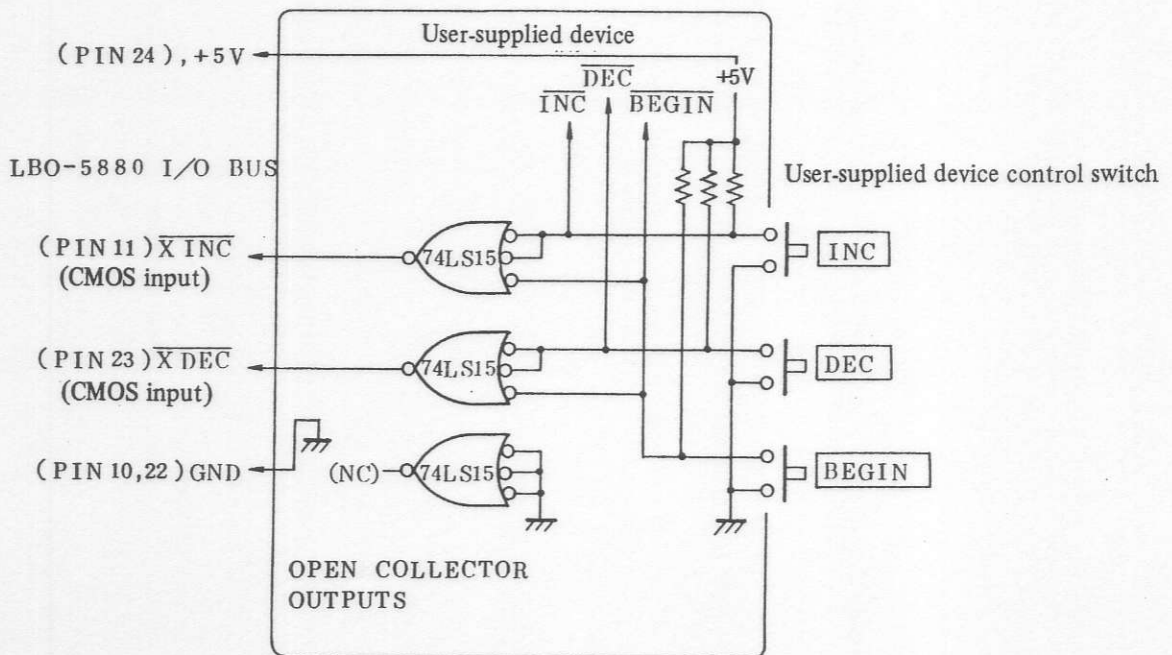 User-supplied device
(PIN 24), +5V
+5V
DEC
INC BEGIN
LBO-5880 I/O BUS
User-supplied device control switch
(PIN 11) X INC
(CMOS input)
74LS15
INC
(PIN 23) X DEC
(CMOS input)
74LS15
DEC
(PIN 10,22) GND
(NC)
74LS15
BEGIN
OPEN COLLECTOR
OUTPUTS